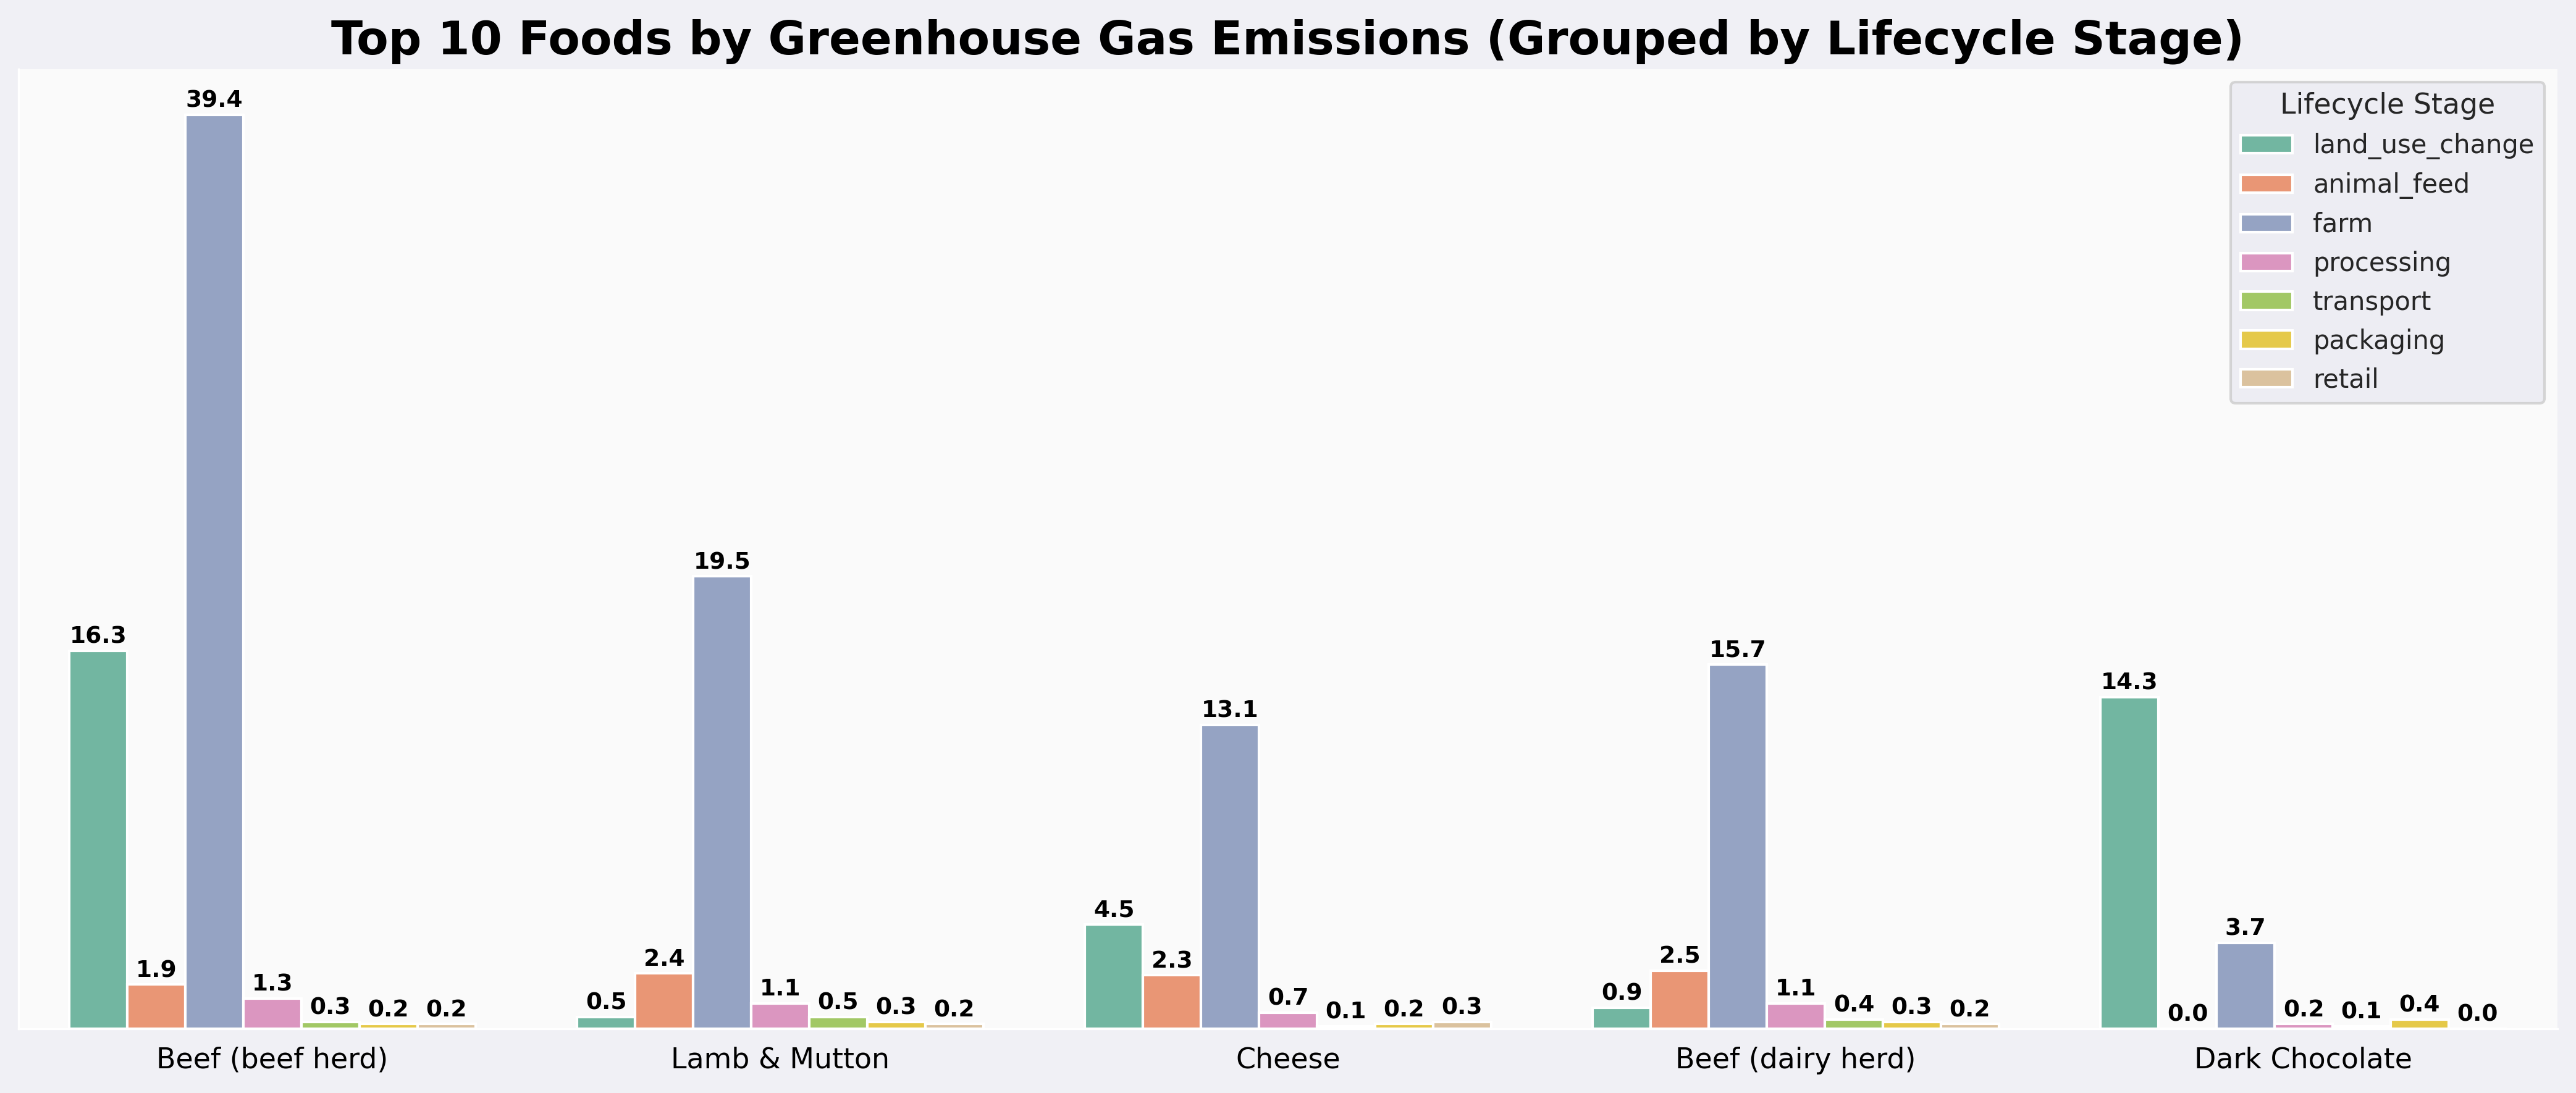 Top 10 Foods by Greenhouse Gas Emissions (Grouped by Lifecycle Stage)
Lifecycle Stage
land_use_change
animal_feed
farm
processing
transport
packaging
retail
16.3
1.9
39.4
1.3
0.3
0.2
0.2
0.5
2.4
19.5
1.1
0.5
0.3
0.2
4.5
2.3
13.1
0.7
0.1
0.2
0.3
0.9
2.5
15.7
1.1
0.4
0.3
0.2
14.3
0.0
3.7
0.2
0.1
0.4
0.0
Beef (beef herd)
Lamb & Mutton
Cheese
Beef (dairy herd)
Dark Chocolate